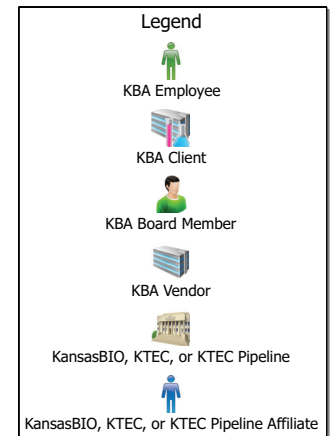 Legend
KBA Employee
KBA Client
KBA Board Member
KBA Vendor
KansasBIO, KTEC, or KTEC Pipeline
KansasBIO, KTEC, or KTEC Pipeline Affiliate